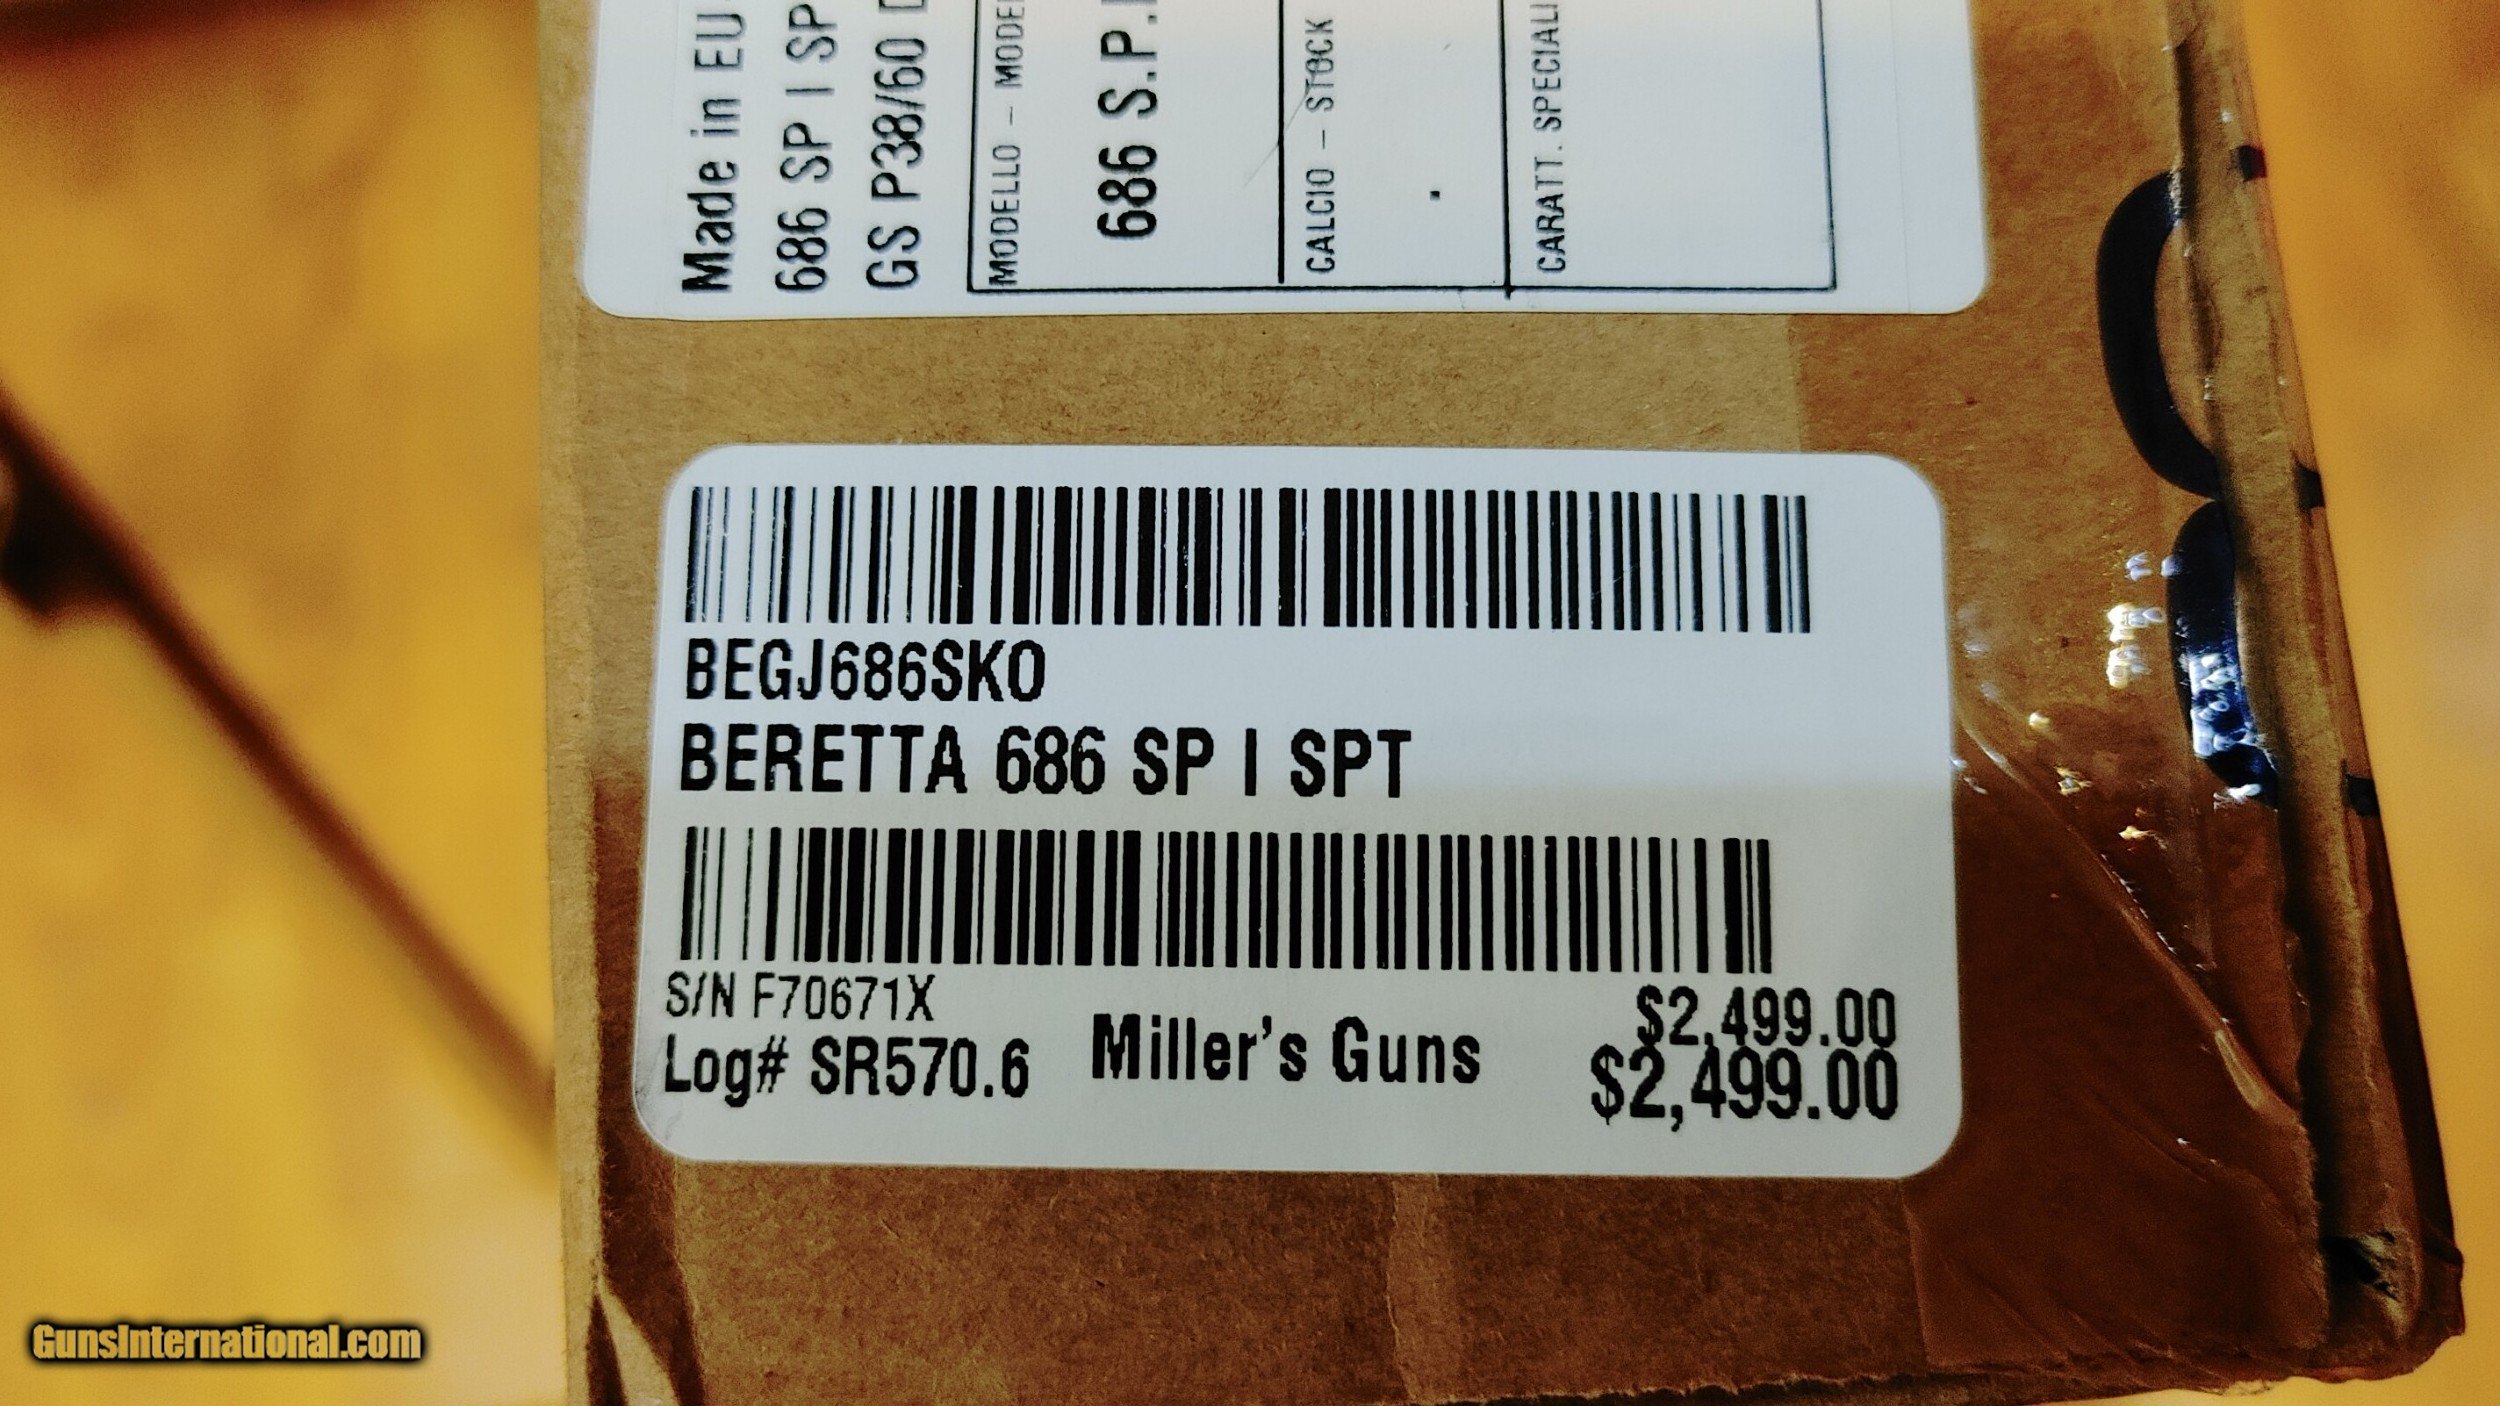 Made in EU
686 SP I SP
GS P38/60
MODELLO - MODE
686 S.P.
CALCIO - STOCK
.
CARATT. SPECIALI
BEGJ686SKO
BERETTA 686 SP I SPT
S/N F70671X
$2,499.00
Log# SR570.6
Miller's Guns
$2,499.00
GunsInternational.com